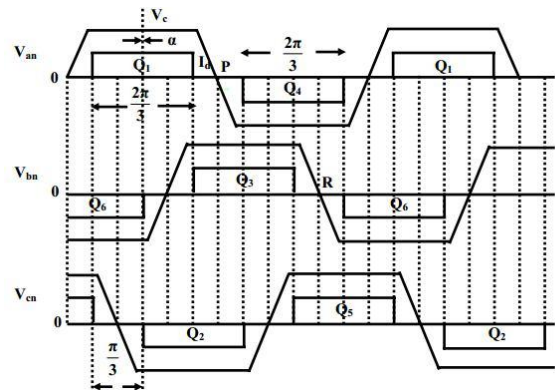 V_c
α
V_an
0
Q_1
I_d
P
2π/3
Q_4
Q_1
2π/3
V_bn
0
Q_6
Q_3
R
Q_6
V_cn
0
Q_2
Q_5
Q_2
π/3